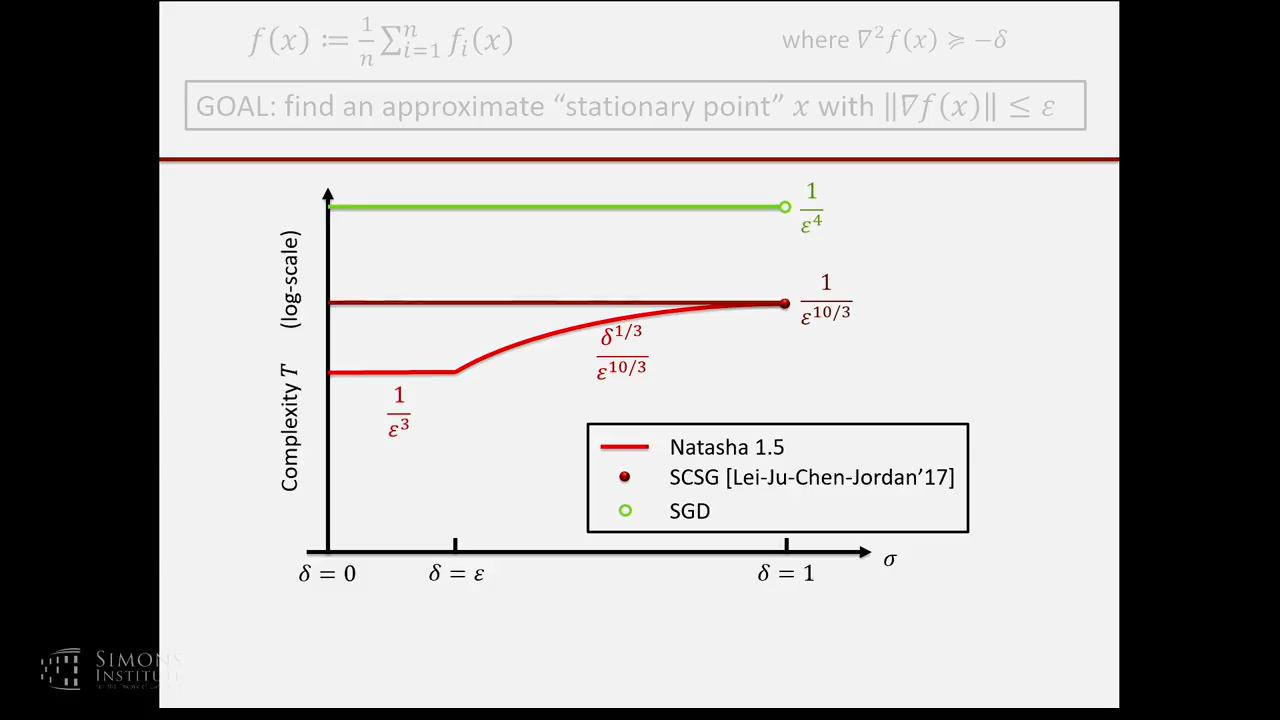 f(x) ≔ 1/n ∑ᵢ₌₁ⁿ fᵢ(x) where ∇²f(x) ≽ −δ
GOAL: find an approximate “stationary point” x with ‖∇f(x)‖ ≤ ε
1/ε⁴
1/ε^{10/3}
δ^{1/3}/ε^{10/3}
1/ε³
Complexity T (log-scale)
Natasha 1.5
SCSG [Lei-Ju-Chen-Jordan’17]
SGD
σ
δ = 0 δ = ε δ = 1
SIMONS
INSTITUTE